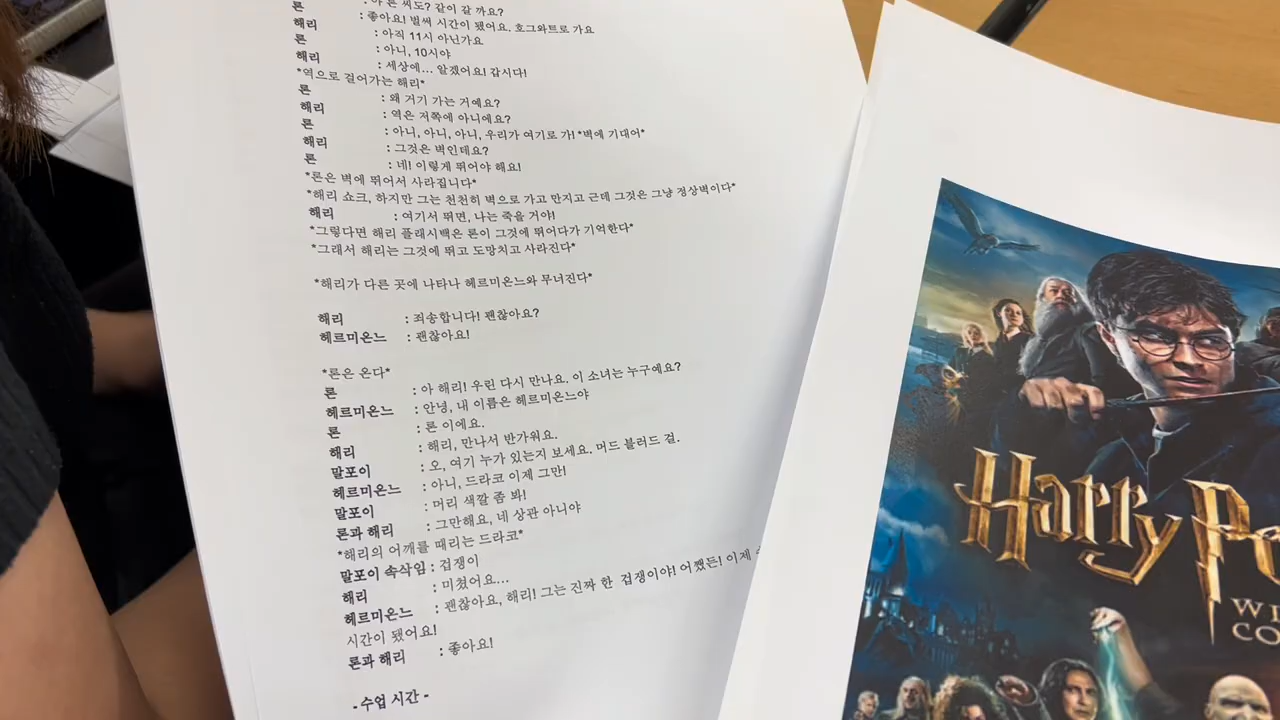 론 : 아 른 씨도? 같이 갈 까요?
해리 : 좋아요! 벌써 시간이 됐어요. 호그와트로 가요
론 : 아직 11시 아닌가요
해리 : 아니, 10시야
: 세상에... 알겠어요! 갑시다!
*역으로 걸어가는 해리*
론 : 왜 거기 가는 거예요?
해리 : 역은 저쪽에 아니에요?
론 : 아니, 아니, 아니, 우리가 여기로 가! *벽에 기대어*
해리 : 그것은 벽인데요?
론 : 네! 이렇게 뛰어야 해요!
*론은 벽에 뛰어서 사라집니다*
*해리 쇼크, 하지만 그는 천천히 벽으로 가고 만지고 근데 그것은 그냥 정상벽이다*
해리 : 여기서 뛰면, 나는 죽을 거야!
*그렇다면 해리 플래시백은 론이 그것에 뛰어다가 기억한다*
*그래서 해리는 그것에 뛰고 도망치고 사라진다*
*해리가 다른 곳에 나타나 헤르미온느와 무너진다*
해리 : 죄송합니다! 괜찮아요?
헤르미온느 : 괜찮아요!
*론은 온다*
론 : 아 해리! 우린 다시 만나요. 이 소녀는 누구예요?
헤르미온느 : 안녕, 내 이름은 헤르미온느야
론 : 론 이에요.
해리 : 해리, 만나서 반가워요.
말포이 : 오, 여기 누가 있는지 보세요. 머드 블러드 걸.
헤르미온느 : 아니, 드라코 이제 그만!
말포이 : 머리 색깔 좀 봐!
론과 해리 : 그만해요, 네 상관 아니야
*해리의 어깨를 때리는 드라코*
말포이 속삭임 : 겁쟁이
해리 : 미쳤어요...
헤르미온느 : 괜찮아요, 해리! 그는 진짜 한 겁쟁이야! 어쨌든! 이제
시간이 됐어요!
론과 해리 : 좋아요!
- 수업 시간 -
Harry
WI
CO